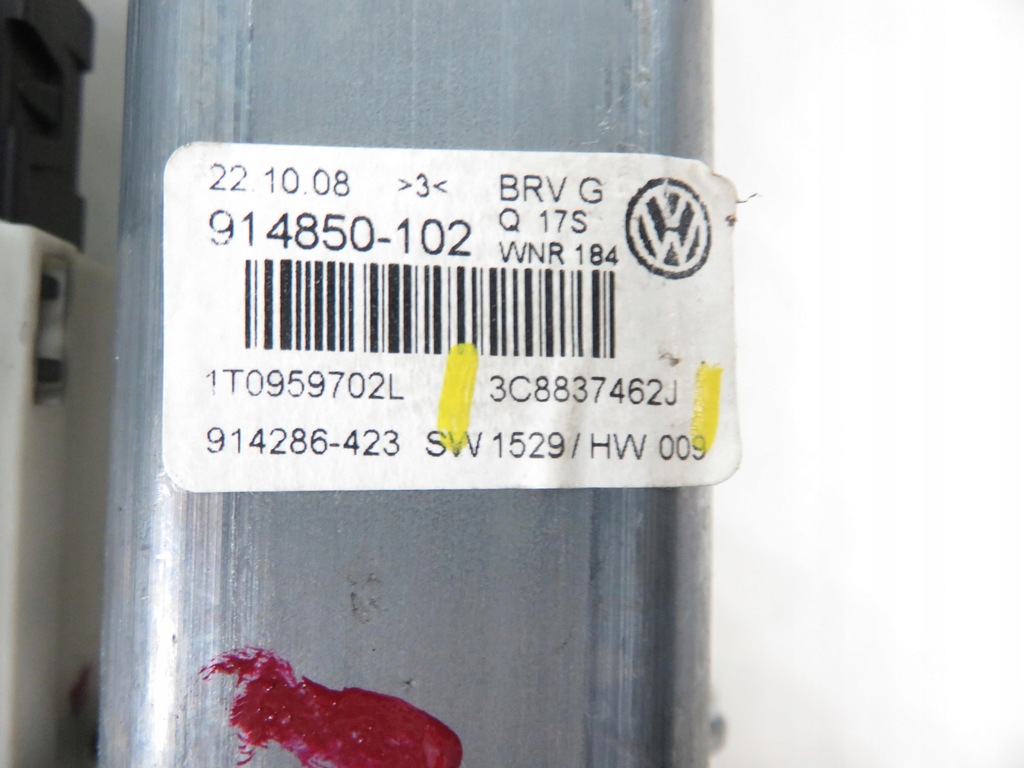 22.10.08 >3< BRV G
914850-102 Q 17S
WNR 184
1T0959702L 3C8837462J
914286-423 SW 1529 / HW 009